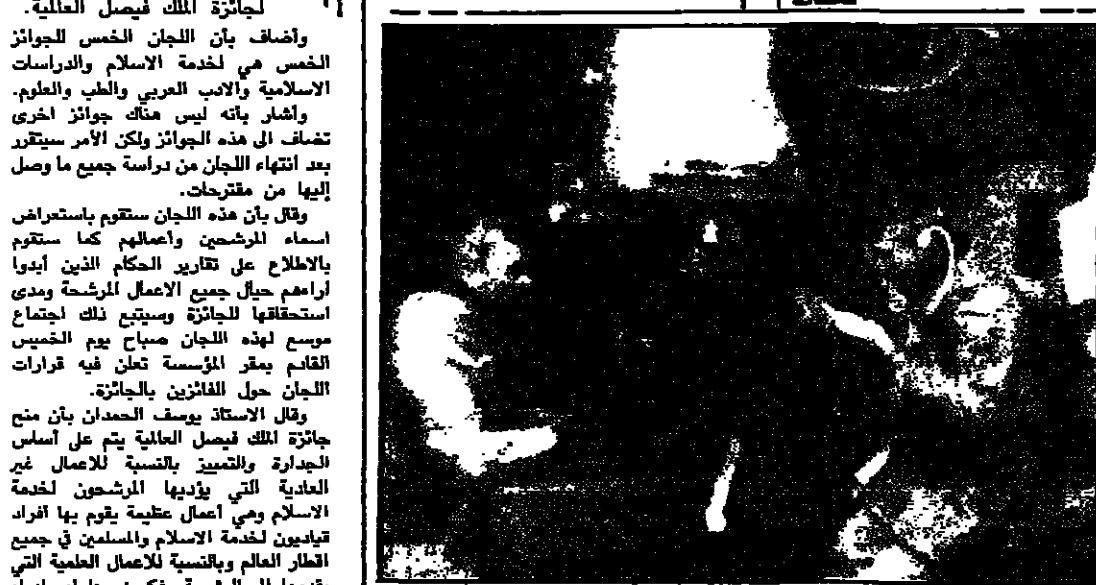 لجائزة الملك فيصل العالمية.
وأضاف بأن اللجان الخمس للجوائز
الخمس هي لخدمة الاسلام والدراسات
الاسلامية والادب العربي والطب والعلوم.
وأشار بأنه ليس هناك جوائز اخرى
تضاف الى هذه الجوائز ولكن الأمر سيتقرر
بعد انتهاء اللجان من دراسة جميع ما وصل
إليها من مقترحات.
وقال بأن هذه اللجان ستقوم باستعراض
اسماء المرشحين وأعمالهم كما ستقوم
بالاطلاع على تقارير الحكام الذين أبدوا
اراءهم حيال جميع الاعمال المرشحة ومدى
استحقاقها للجائزة وسيتبع ذلك اجتماع
موسع لهذه اللجان صباح يوم الخميس
القادم بمقر المؤسسة تعلن فيه قرارات
اللجان حول الفائزين بالجائزة.
وقال الاستاذ يوسف الحمدان بأن منح
جائزة الملك فيصل العالمية يتم على أساس
الجدارة والتمييز بالنسبة للاعمال غير
العادية التي يؤديها المرشحون لخدمة
الاسلام وهي أعمال عظيمة يقوم بها أفراد
قياديون لخدمة الاسلام والمسلمين في جميع
اقطار العالم وبالنسبة للاعمال العلمية التي